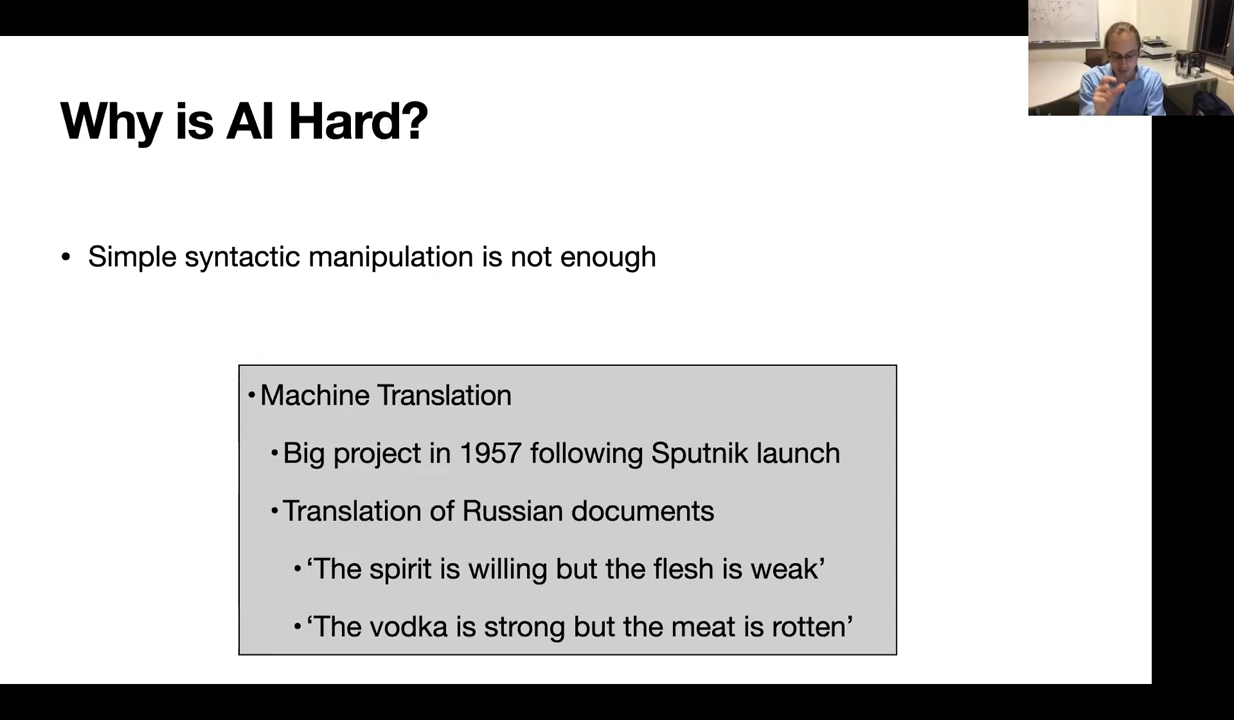 Why is AI Hard?
• Simple syntactic manipulation is not enough
• Machine Translation
• Big project in 1957 following Sputnik launch
• Translation of Russian documents
• ‘The spirit is willing but the flesh is weak’
• ‘The vodka is strong but the meat is rotten’